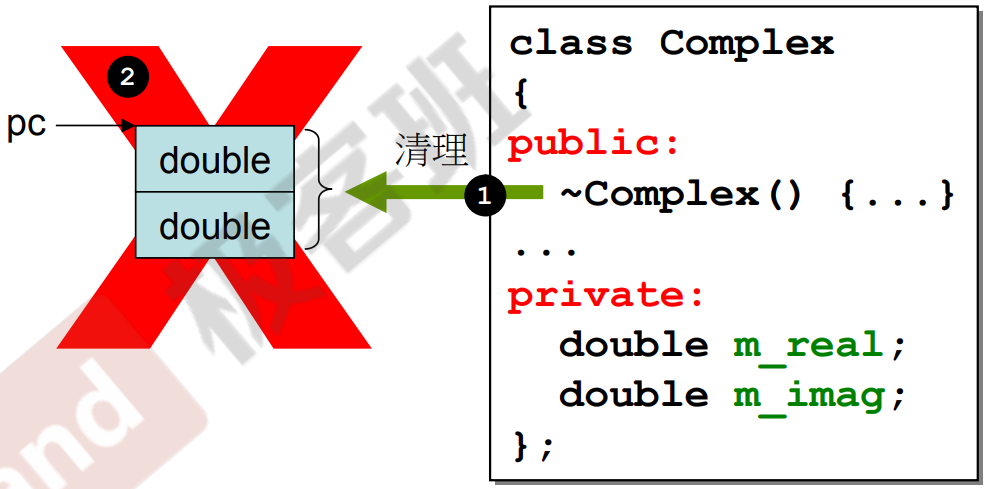 2
pc
double
double
清理
1
class Complex
{
public:
~Complex() {...}
...
private:
double m_real;
double m_imag;
};
极客班
and